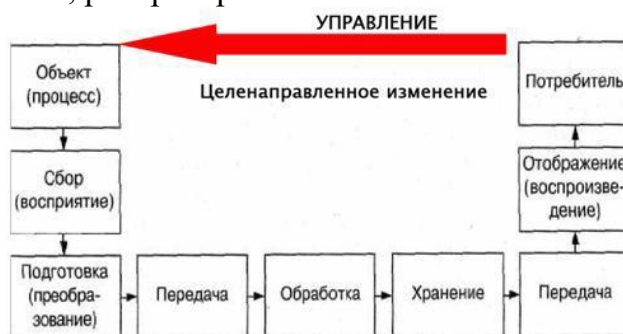 УПРАВЛЕНИЕ
Объект
(процесс)
Целенаправленное изменение
Потребитель
Сбор
(восприятие)
Отображение
(воспроизве-
дение)
Подготовка
(преобра-
зование)
Передача
Обработка
Хранение
Передача